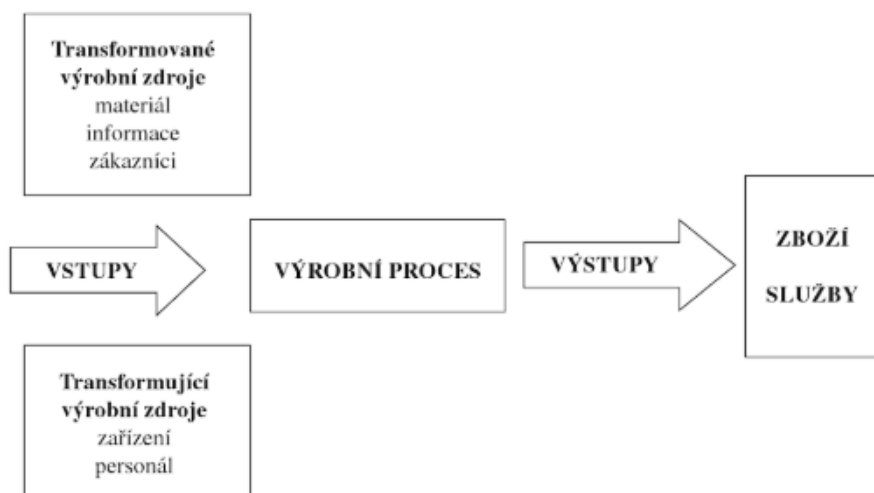 Transformované
výrobní zdroje
materiál
informace
zákazníci
VSTUPY
VÝROBNÍ PROCES
VÝSTUPY
ZBOŽÍ
SLUŽBY
Transformující
výrobní zdroje
zařízení
personál